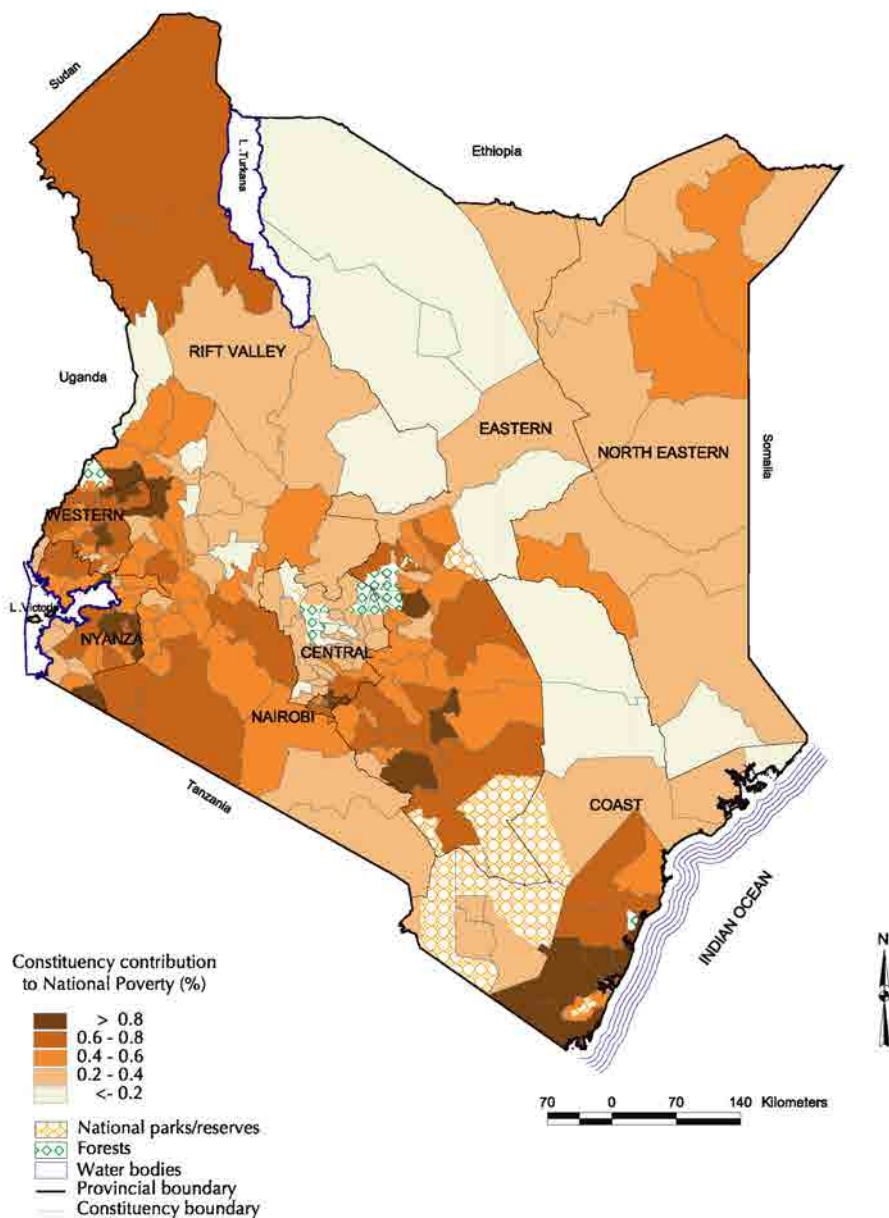 Sudan
L .Turkana
Ethiopia
RIFT VALLEY
Uganda
EASTERN
NORTH EASTERN
Somalia
WESTERN
L .Victoria
NYANZA
CENTRAL
NAIROBI
Tanzania
COAST
INDIAN OCEAN
N
Constituency contribution
to National Poverty (%)
> 0.8
0.6 - 0.8
0.4 - 0.6
0.2 - 0.4
<- 0.2
National parks/reserves
Forests
Water bodies
Provincial boundary
Constituency boundary
70 0 70 140 Kilometers